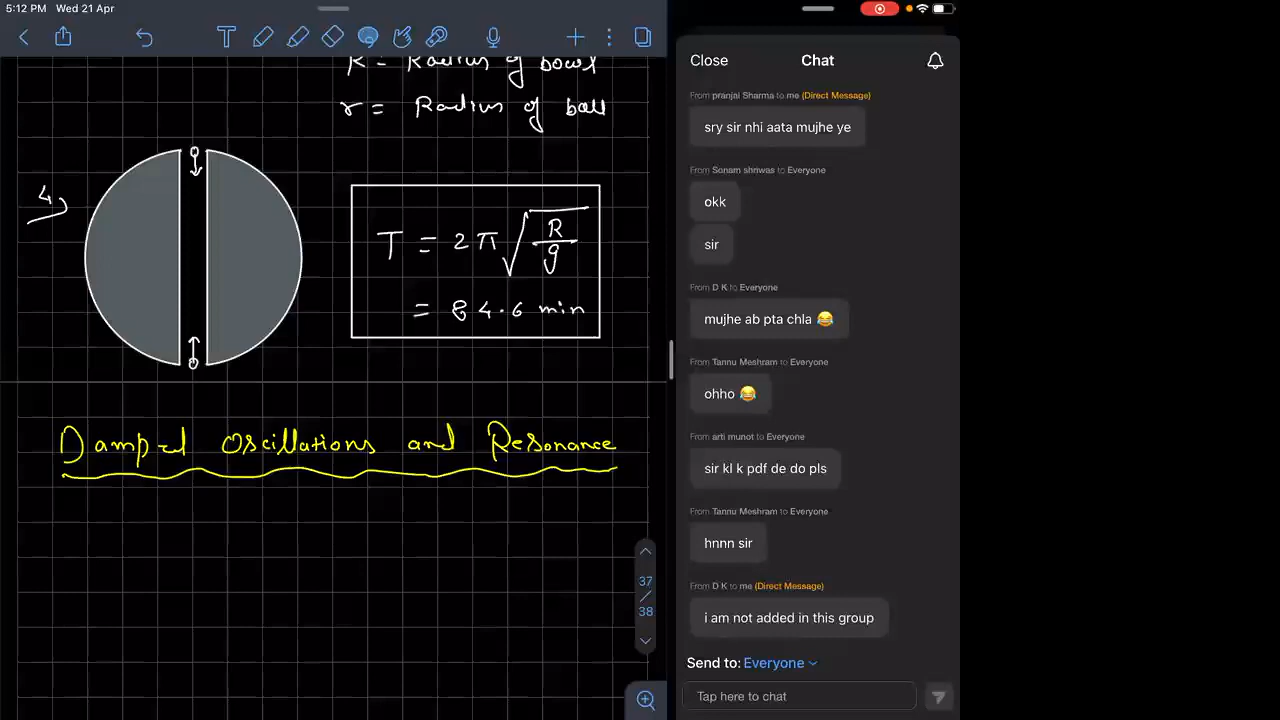 5:12 PM Wed 21 Apr
R = Radius of bowl
r = Radius of ball
4)
T = 2π√R/g
= 84.6 min
Damped Oscillations and Resonance
37
38
Close Chat
From pranjal Sharma to me (Direct Message)
sry sir nhi aata mujhe ye
From Sonam shriwas to Everyone
okk
sir
From D K to Everyone
mujhe ab pta chla 😂
From Tannu Meshram to Everyone
ohho 😂
From arti munot to Everyone
sir kl k pdf de do pls
From Tannu Meshram to Everyone
hnnn sir
From D K to me (Direct Message)
i am not added in this group
Send to: Everyone
Tap here to chat